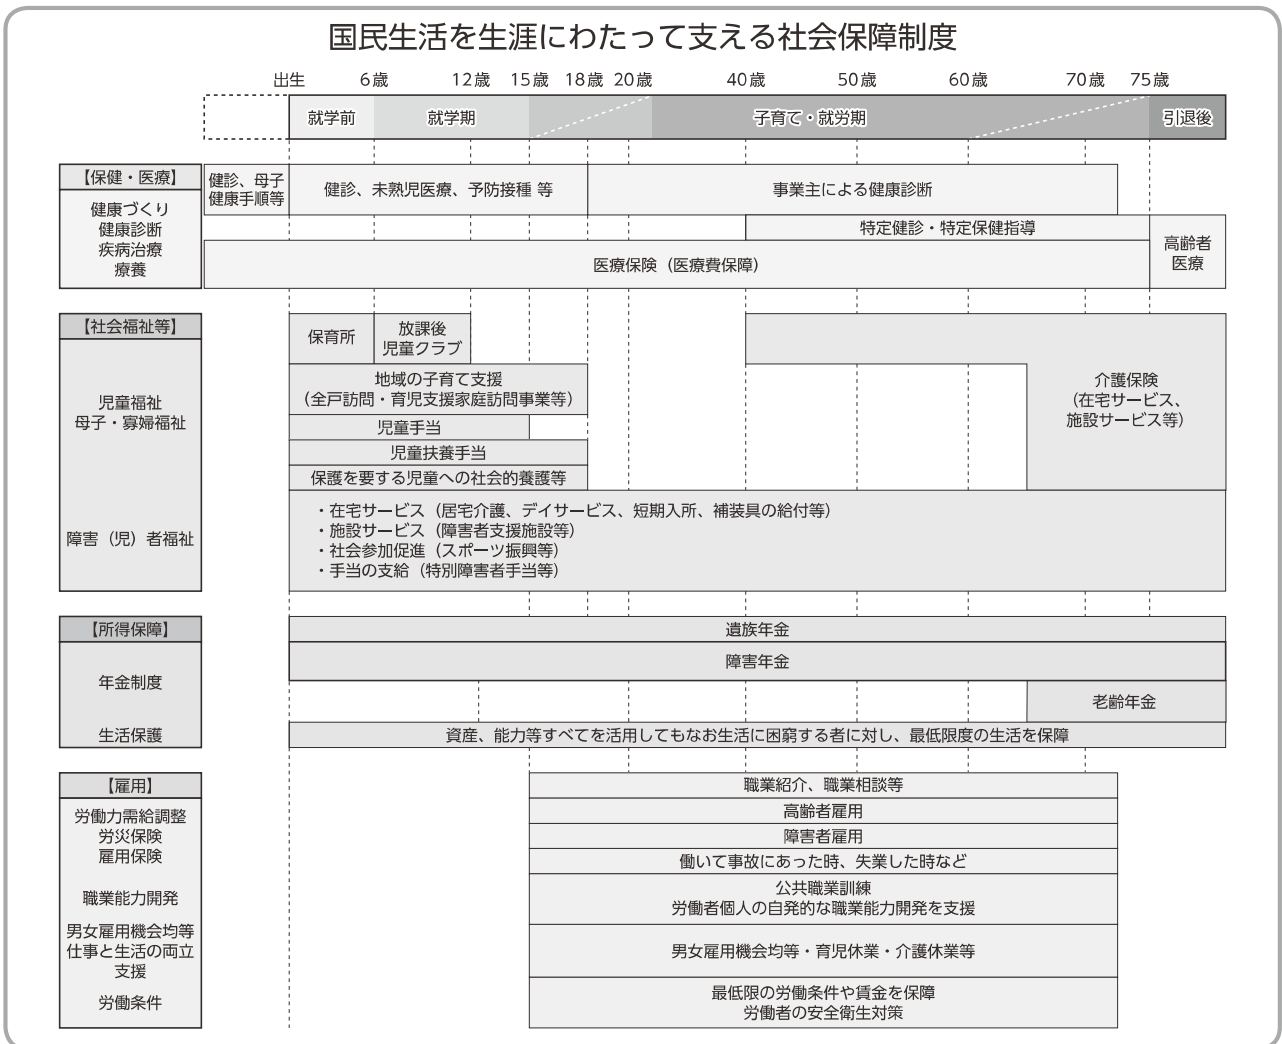 国民生活を生涯にわたって支える社会保障制度
出生 6歳 12歳 15歳 18歳 20歳 40歳 50歳 60歳 70歳 75歳
就学前 就学期 子育て・就労期 引退後
【保健・医療】
健康づくり
健康診断
疾病治療
療養
健診、母子
健康手順等
健診、未熟児医療、予防接種 等
事業主による健康診断
特定健診・特定保健指導
医療保険（医療費保障）
高齢者
医療
【社会福祉等】
児童福祉
母子・寡婦福祉
障害（児）者福祉
保育所
放課後
児童クラブ
地域の子育て支援
（全戸訪問・育児支援家庭訪問事業等）
児童手当
児童扶養手当
保護を要する児童への社会的養護等
介護保険
（在宅サービス、
施設サービス等）
・在宅サービス（居宅介護、デイサービス、短期入所、補装具の給付等）
・施設サービス（障害者支援施設等）
・社会参加促進（スポーツ振興等）
・手当の支給（特別障害者手当等）
【所得保障】
年金制度
生活保護
遺族年金
障害年金
老齢年金
資産、能力等すべてを活用してもなお生活に困窮する者に対し、最低限度の生活を保障
【雇用】
労働力需給調整
労災保険
雇用保険
職業能力開発
男女雇用機会均等
仕事と生活の両立
支援
労働条件
職業紹介、職業相談等
高齢者雇用
障害者雇用
働いて事故にあった時、失業した時など
公共職業訓練
労働者個人の自発的な職業能力開発を支援
男女雇用機会均等・育児休業・介護休業等
最低限の労働条件や賃金を保障
労働者の安全衛生対策